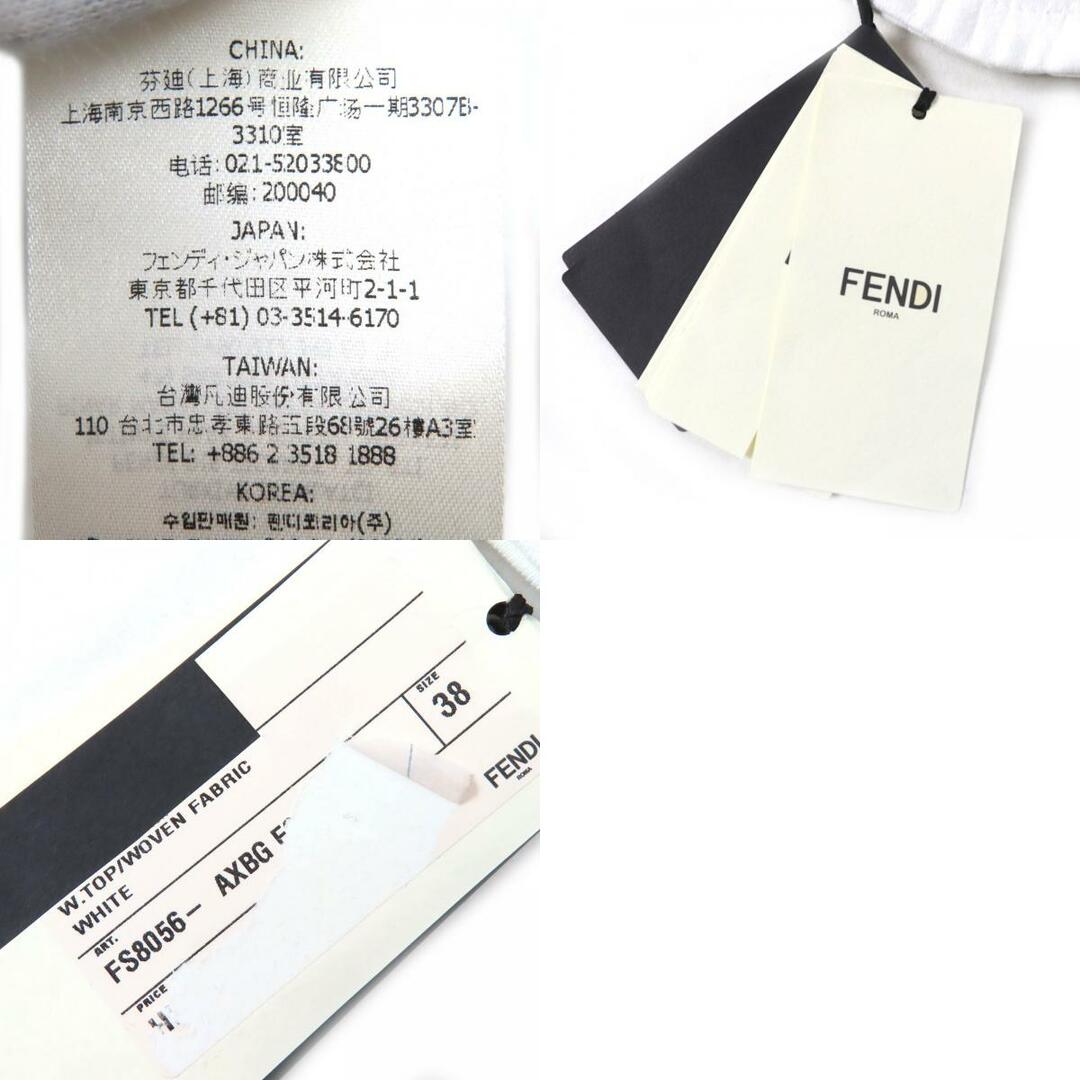 CHINA:
芬廸(上海)商业有限公司
上海南京西路1266号恒隆广场一期3307B-
3310室
电话: 021-52033800
邮编: 200040
JAPAN:
フェンディ・ジャパン株式会社
東京都千代田区平河町2-1-1
TEL (+81) 03-3514-6170
TAIWAN:
台灣凡迪股份有限公司
110 台北市忠孝東路五段68號26樓A3室
TEL: +886 2 3518 1888
KOREA:
수입판매원: 펜디코리아(주)
FENDI
ROMA
SIZE
38
FENDI
ROMA
W.TOP/WOVEN FABRIC
WHITE
ART.
FS8056- AXBG
PRICE